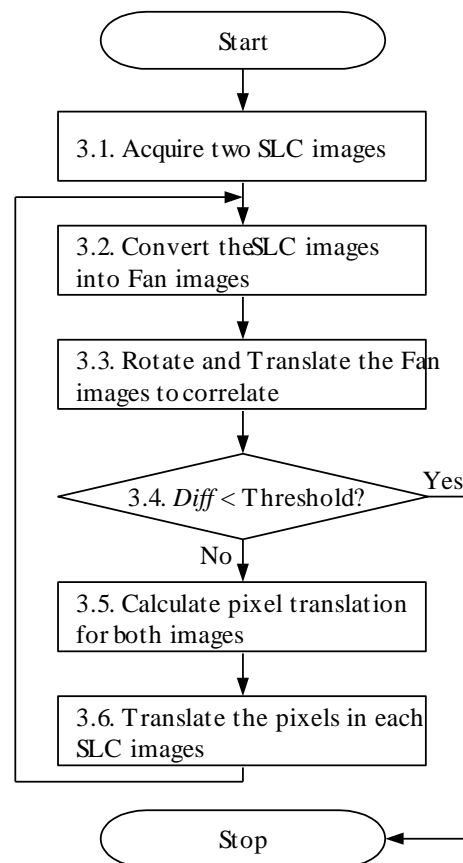 Start
3.1. Acquire two SLC images
3.2. Convert the SLC images
into Fan images
3.3. Rotate and Translate the Fan
images to correlate
3.4. Diff < Threshold?
Yes
No
3.5. Calculate pixel translation
for both images
3.6. Translate the pixels in each
SLC images
Stop